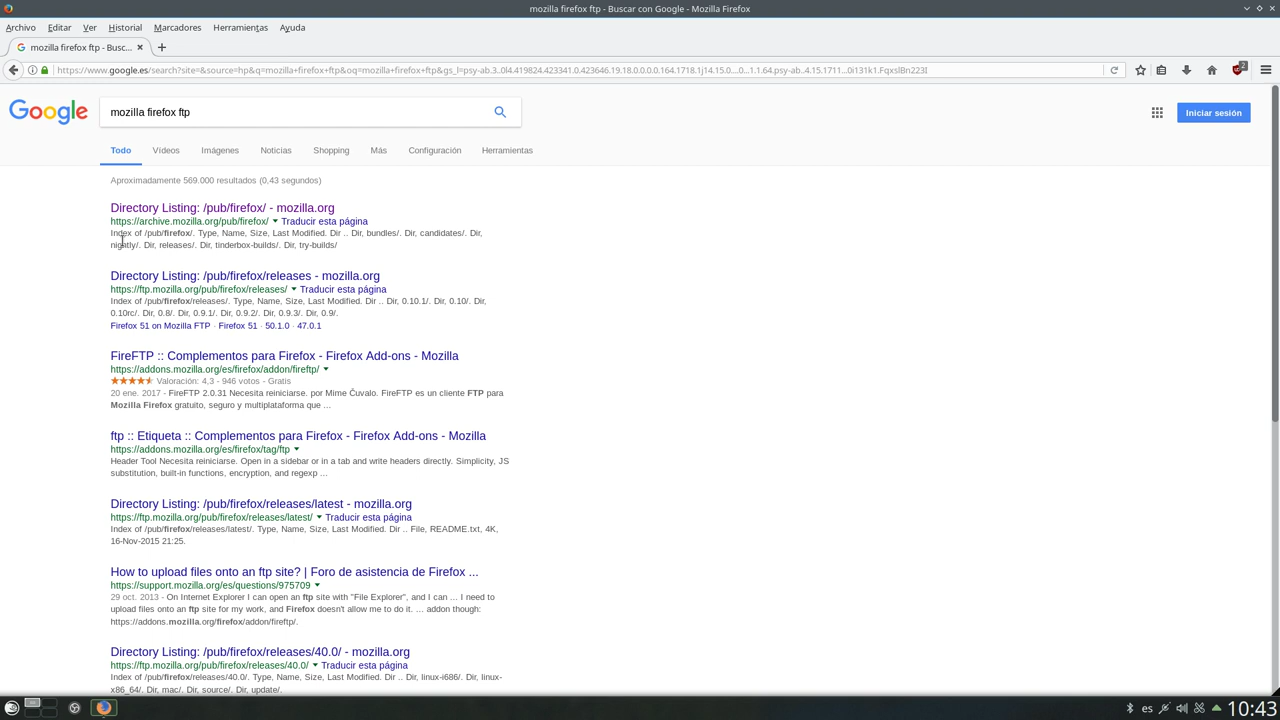 mozilla firefox ftp - Buscar con Google - Mozilla Firefox
Archivo Editar Ver Historial Marcadores Herramientas Ayuda
mozilla firefox ftp - Busc...
https://www.google.es/search?site=&source=hp&q=mozilla+firefox+ftp&oq=mozilla+firefox+ftp&gs_l=psy-ab.3..0l4.419824.423341.0.423646.19.18.0.0.0.0.164.1718.1j14.15.0....0...1.1.64.psy-ab..4.15.1711...0i131k1.FqxslBn223I
2
Google
mozilla firefox ftp
Iniciar sesión
Todo Vídeos Imágenes Noticias Shopping Más Configuración Herramientas
Aproximadamente 569.000 resultados (0,43 segundos)
Directory Listing: /pub/firefox/ - mozilla.org
https://archive.mozilla.org/pub/firefox/ Traducir esta página
Index of /pub/firefox/. Type, Name, Size, Last Modified. Dir .. Dir, bundles/. Dir, candidates/. Dir,
nightly/. Dir, releases/. Dir, tinderbox-builds/. Dir, try-builds/
Directory Listing: /pub/firefox/releases - mozilla.org
https://ftp.mozilla.org/pub/firefox/releases/ Traducir esta página
Index of /pub/firefox/releases/. Type, Name, Size, Last Modified. Dir .. Dir, 0.10.1/. Dir, 0.10/. Dir,
0.10rc/. Dir, 0.8/. Dir, 0.9.1/. Dir, 0.9.2/. Dir, 0.9.3/. Dir, 0.9/.
Firefox 51 on Mozilla FTP · Firefox 51 · 50.1.0 · 47.0.1
FireFTP :: Complementos para Firefox - Firefox Add-ons - Mozilla
https://addons.mozilla.org/es/firefox/addon/fireftp/
Valoración: 4,3 - 946 votos - Gratis
20 ene. 2017 - FireFTP 2.0.31 Necesita reiniciarse. por Mime Čuvalo. FireFTP es un cliente FTP para
Mozilla Firefox gratuito, seguro y multiplataforma que ...
ftp :: Etiqueta :: Complementos para Firefox - Firefox Add-ons - Mozilla
https://addons.mozilla.org/es/firefox/tag/ftp
Header Tool Necesita reiniciarse. Open in a sidebar or in a tab and write headers directly. Simplicity, JS
substitution, built-in functions, encryption, and regexp ...
Directory Listing: /pub/firefox/releases/latest - mozilla.org
https://ftp.mozilla.org/pub/firefox/releases/latest/ Traducir esta página
Index of /pub/firefox/releases/latest/. Type, Name, Size, Last Modified. Dir .. File, README.txt, 4K,
16-Nov-2015 21:25.
How to upload files onto an ftp site? | Foro de asistencia de Firefox ...
https://support.mozilla.org/es/questions/975709
29 oct. 2013 - On Internet Explorer I can open an ftp site with "File Explorer", and I can ... I need to
upload files onto an ftp site for my work, and Firefox doesn't allow me to do it. ... addon though:
https://addons.mozilla.org/firefox/addon/fireftp/.
Directory Listing: /pub/firefox/releases/40.0/ - mozilla.org
https://ftp.mozilla.org/pub/firefox/releases/40.0/ Traducir esta página
Index of /pub/firefox/releases/40.0/. Type, Name, Size, Last Modified. Dir .. Dir, linux-i686/. Dir, linux-
x86_64/. Dir, mac/. Dir, source/. Dir, update/.
es 10:43